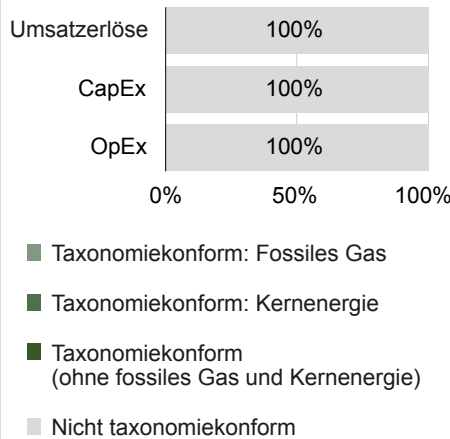 Umsatzerlöse 100%
CapEx 100%
OpEx 100%
0% 50% 100%
Taxonomiekonform: Fossiles Gas
Taxonomiekonform: Kernenergie
Taxonomiekonform
(ohne fossiles Gas und Kernenergie)
Nicht taxonomiekonform